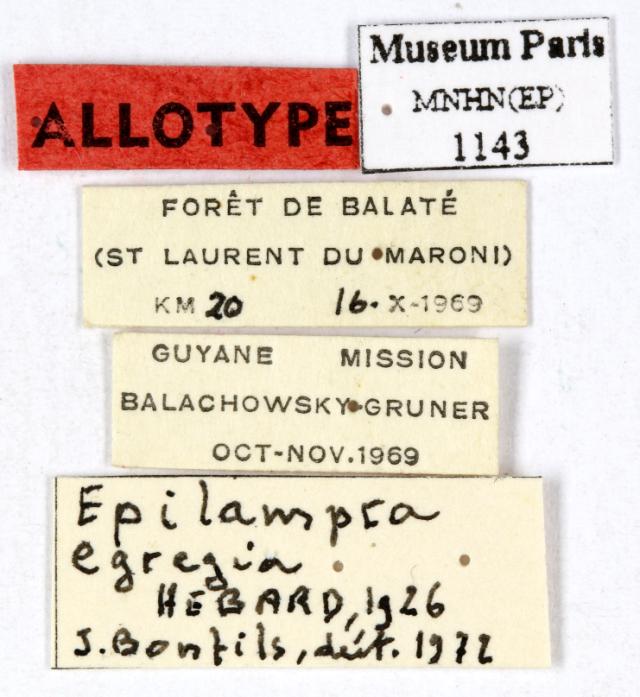 Museum Paris
MNHN(EP)
1143
ALLOTYPE
FORÊT DE BALATÉ
(ST LAURENT DU MARONI)
KM 20 16. X-1969
GUYANE MISSION
BALACHOWSKY-GRUNER
OCT-NOV.1969
Epilampra
egregia
HEBARD, 1926
J. Bonfils, dét. 1972